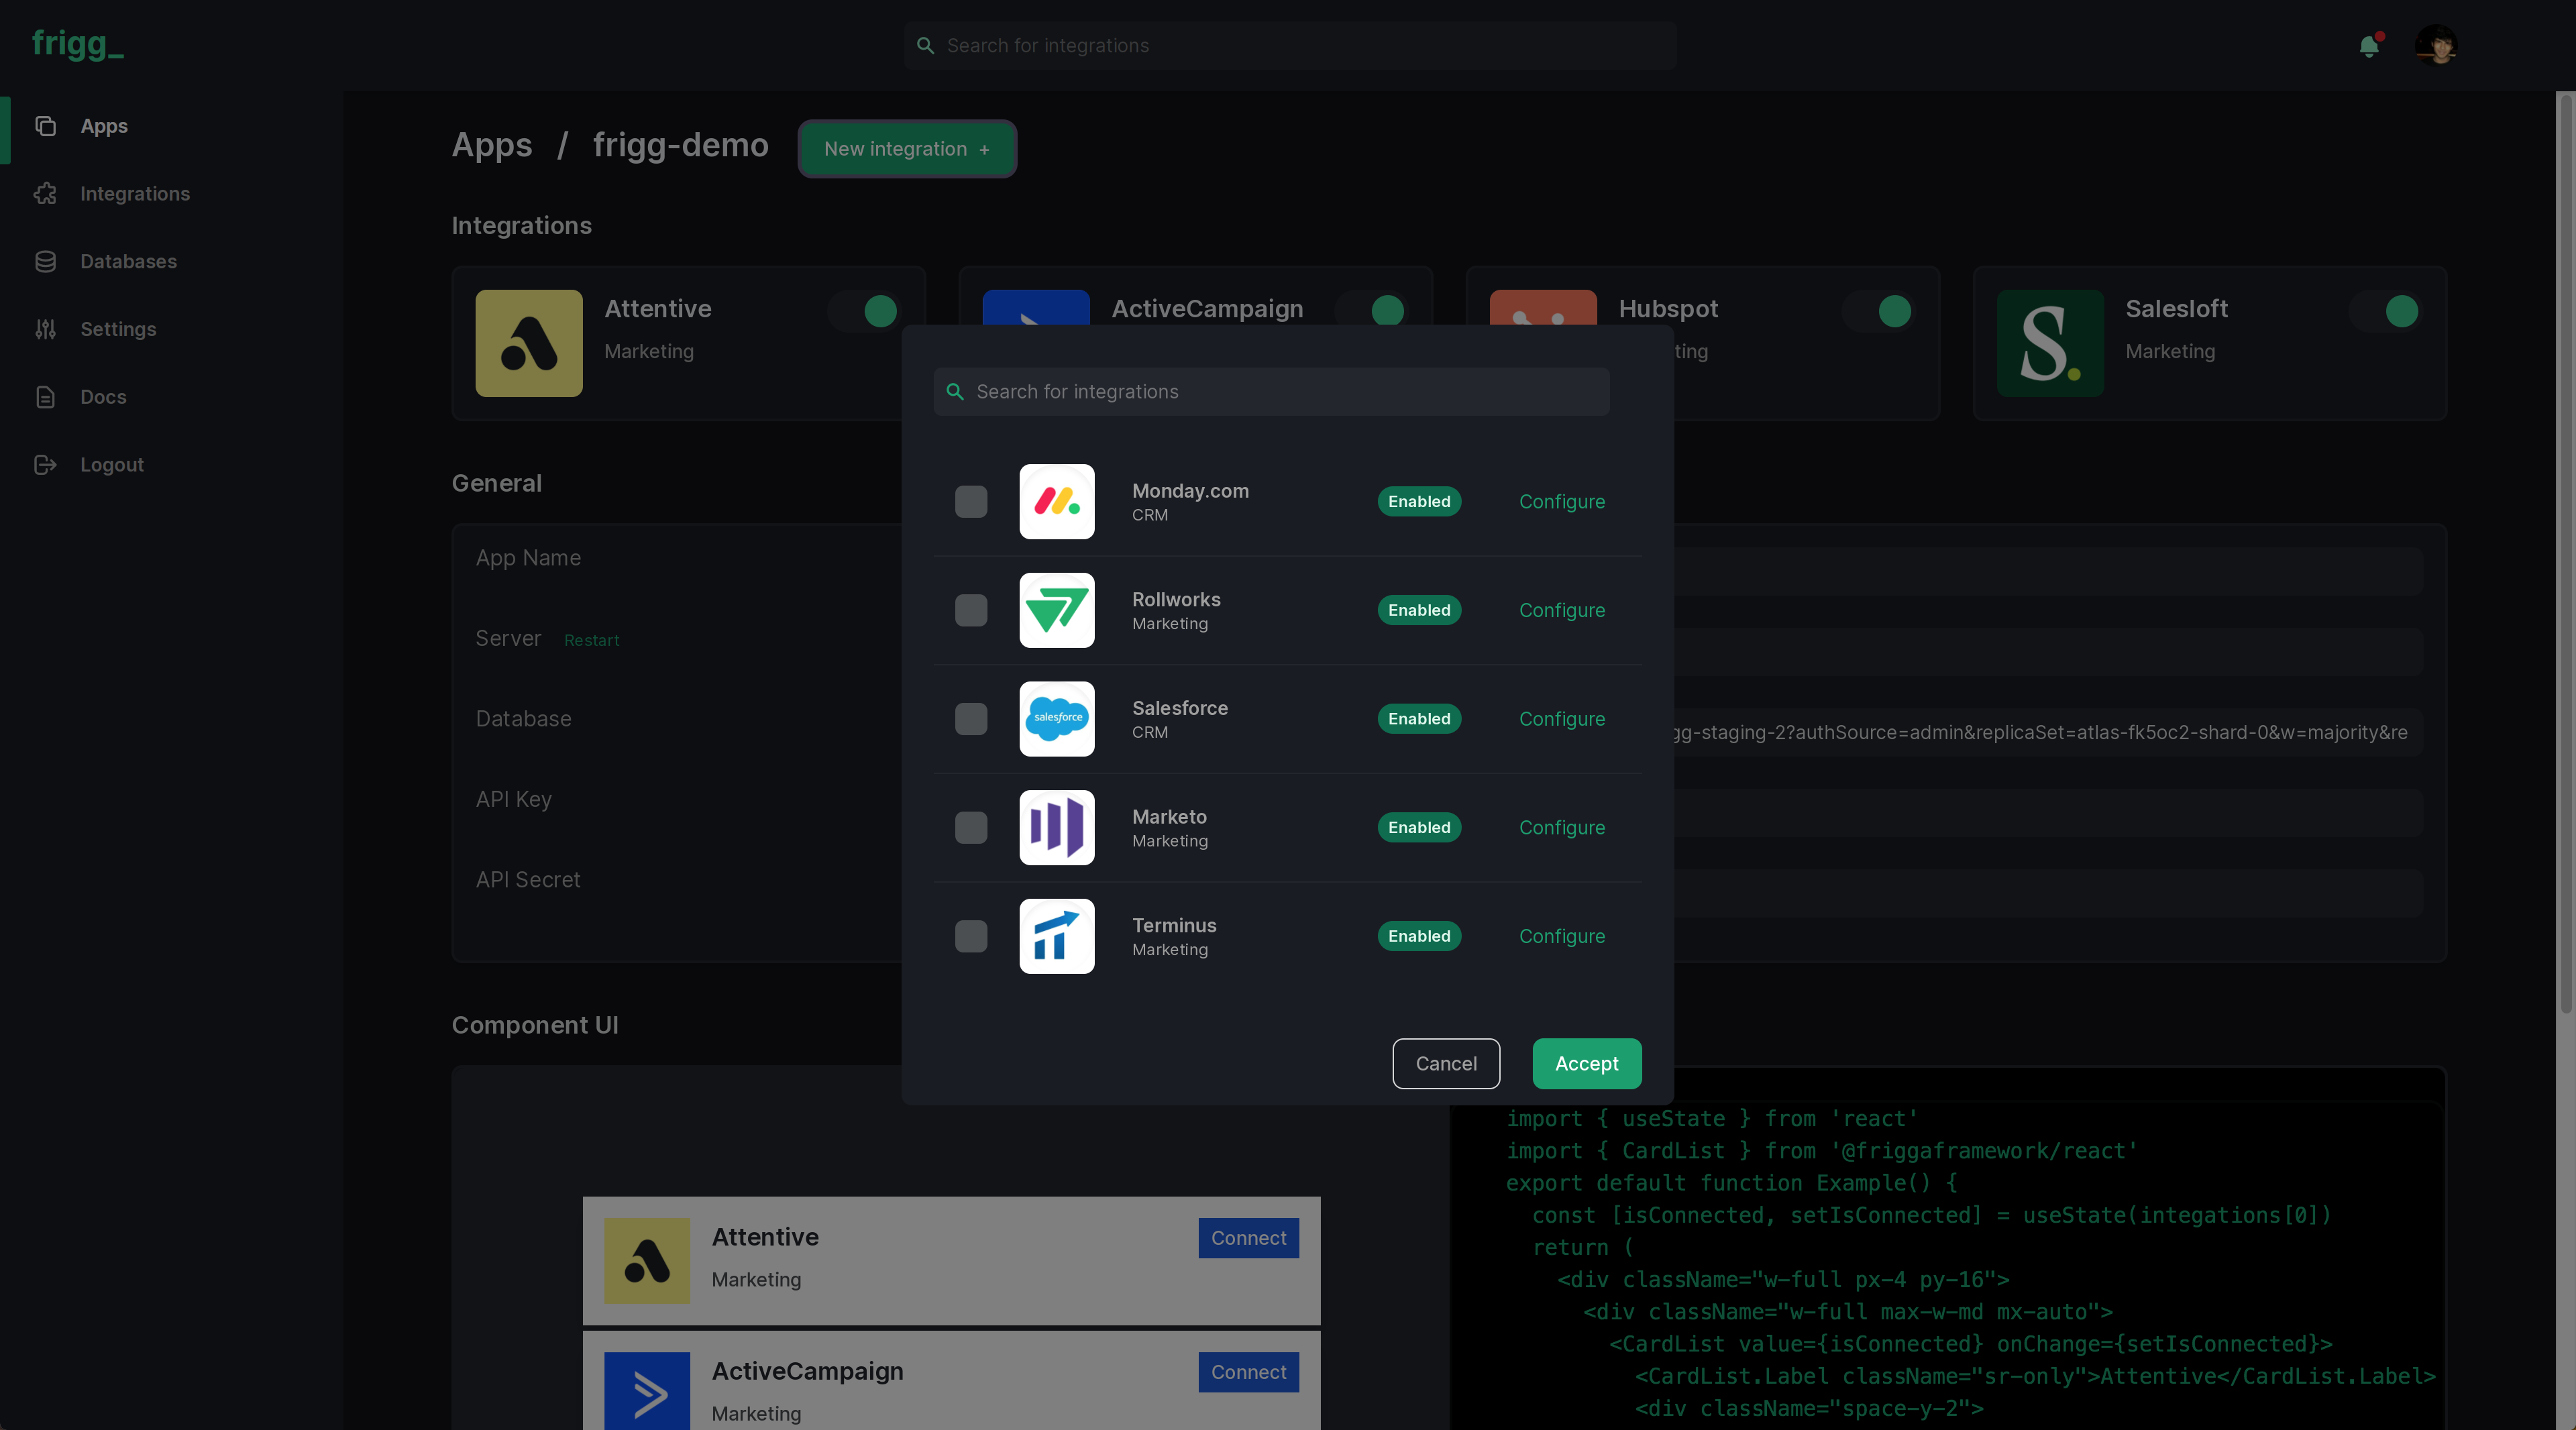 frigg_
Search for integrations
Apps
Integrations
Databases
Settings
Docs
Logout
Apps / frigg-demo
New integration +
Integrations
Attentive
Marketing
ActiveCampaign
Hubspot
ting
Salesloft
Marketing
General
App Name
Server Restart
Database
gg-staging-2?authSource=admin&replicaSet=atlas-fk5oc2-shard-0&w=majority&re
API Key
API Secret
Search for integrations
Monday.com
CRM
Enabled
Configure
Rollworks
Marketing
Enabled
Configure
salesforce
Salesforce
CRM
Enabled
Configure
Marketo
Marketing
Enabled
Configure
Terminus
Marketing
Enabled
Configure
Cancel
Accept
Component UI
Attentive
Marketing
Connect
ActiveCampaign
Marketing
Connect
import { useState } from 'react'
import { CardList } from '@friggaframework/react'
export default function Example() {
const [isConnected, setIsConnected] = useState(integations[0])
return (
<div className="w-full px-4 py-16">
<div className="w-full max-w-md mx-auto">
<CardList value={isConnected} onChange={setIsConnected}>
<CardList.Label className="sr-only">Attentive</CardList.Label>
<div className="space-y-2">